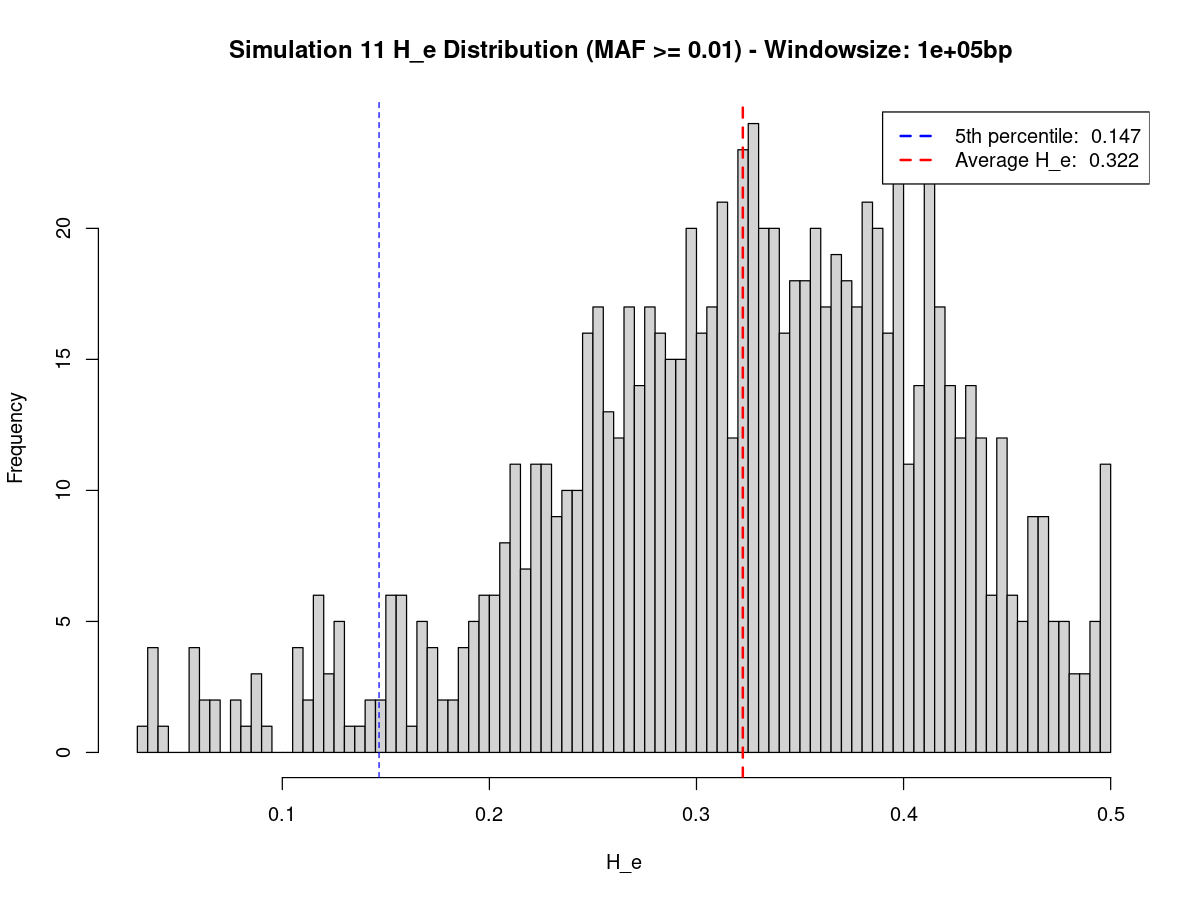 Simulation 11 H_e Distribution (MAF >= 0.01) - Windowsize: 1e+05bp
5th percentile:  0.147
Average H_e:  0.322
Frequency
20
15
10
5
0
0.1 0.2 0.3 0.4 0.5
H_e